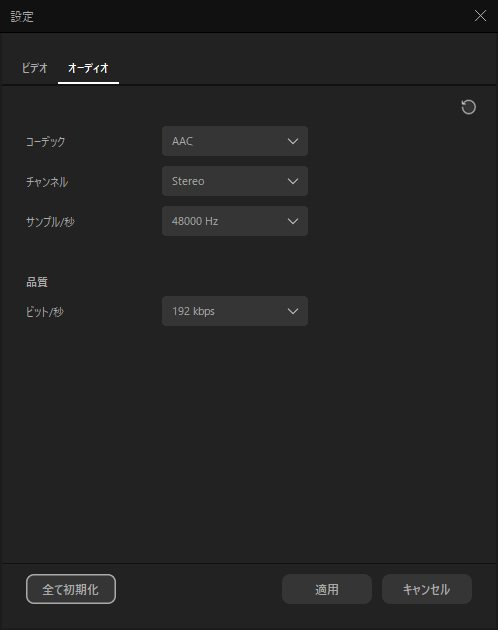 設定
ビデオ オーディオ
コーデック AAC
チャンネル Stereo
サンプル/秒 48000 Hz
品質
ビット/秒 192 kbps
全て初期化 適用 キャンセル